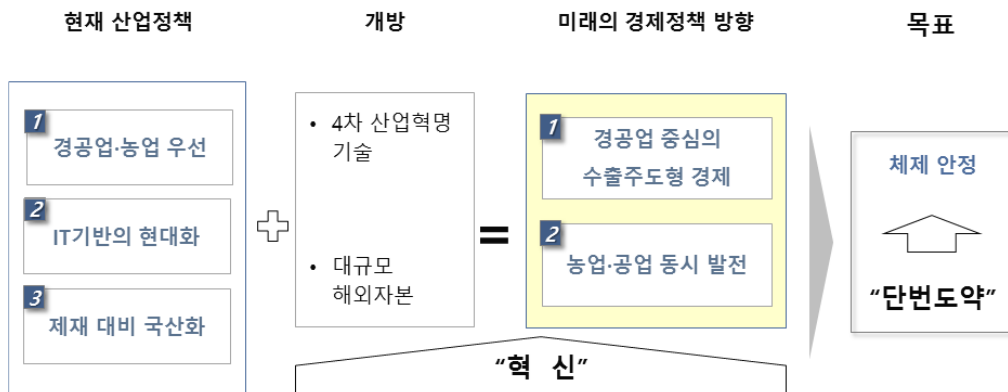 현재 산업정책
개방
미래의 경제정책 방향
목표
1
경공업·농업 우선
2
IT기반의 현대화
3
제재 대비 국산화
• 4차 산업혁명
기술
• 대규모
해외자본
=
1
경공업 중심의
수출주도형 경제
2
농업·공업 동시 발전
“혁 신”
체제 안정
“단번도약”